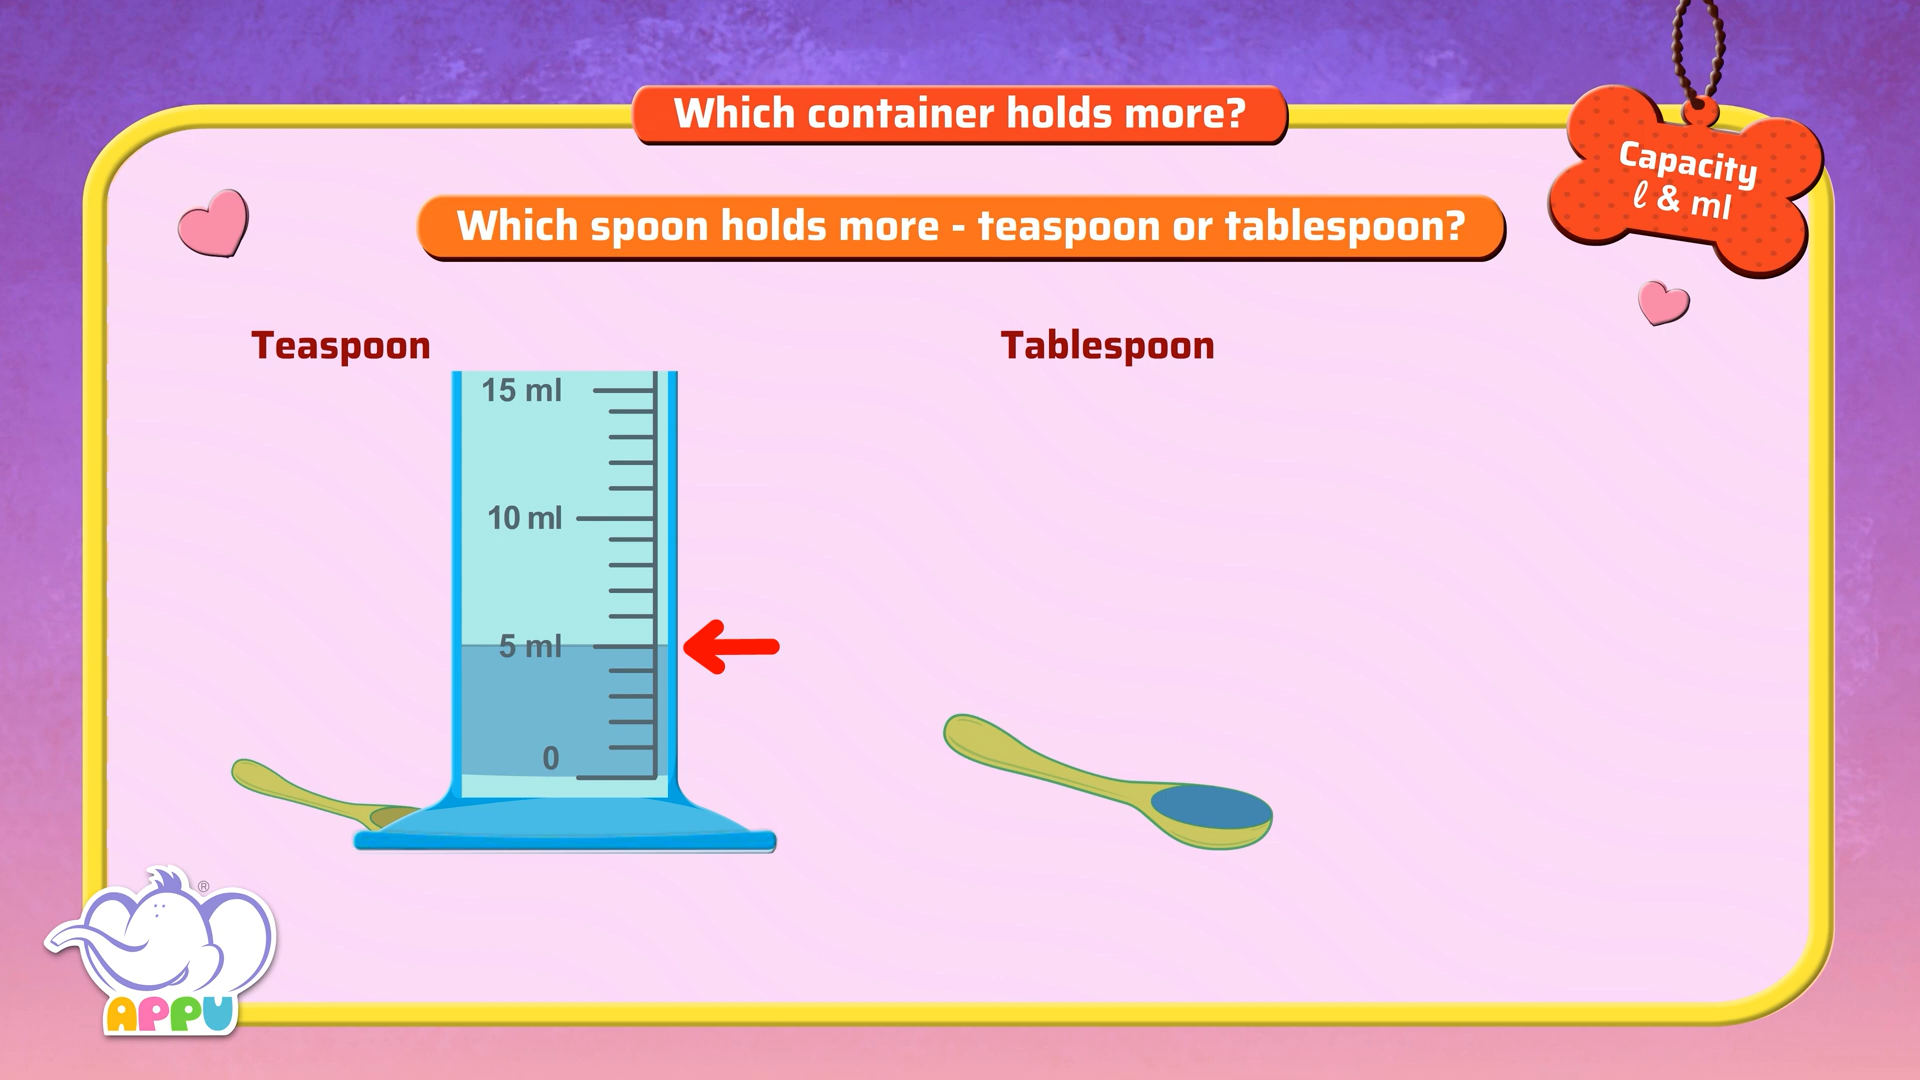 Which container holds more?
Capacity
ℓ & ml
Which spoon holds more - teaspoon or tablespoon?
Teaspoon
Tablespoon
15 ml
10 ml
5 ml
0
®
APPU